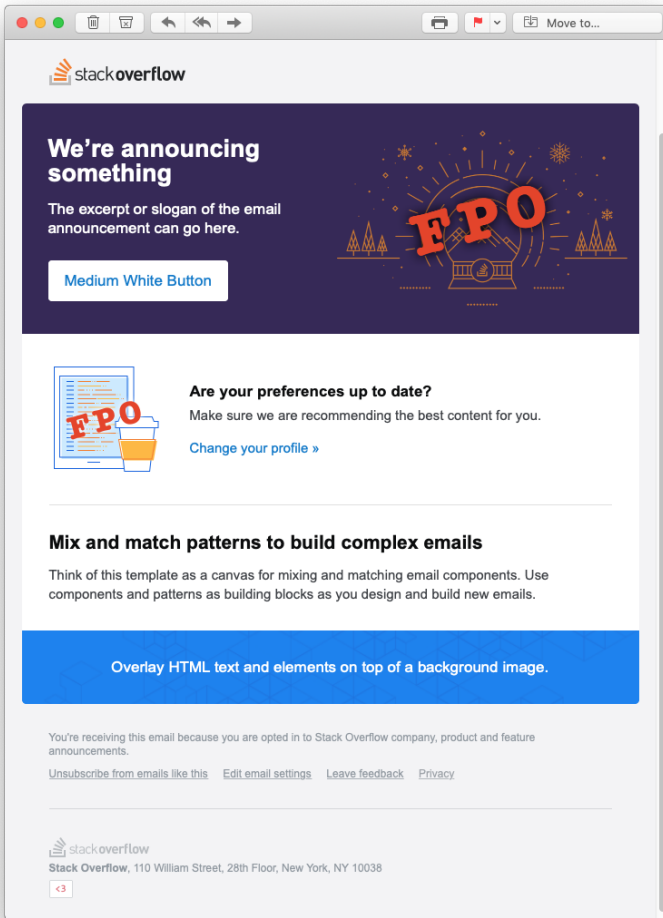 Move to...
stackoverflow
We're announcing
something
The excerpt or slogan of the email
announcement can go here.
Medium White Button
FPO
FPO
Are your preferences up to date?
Make sure we are recommending the best content for you.
Change your profile »
Mix and match patterns to build complex emails
Think of this template as a canvas for mixing and matching email components. Use
components and patterns as building blocks as you design and build new emails.
Overlay HTML text and elements on top of a background image.
You're receiving this email because you are opted in to Stack Overflow company, product and feature
announcements.
Unsubscribe from emails like this Edit email settings Leave feedback Privacy
stackoverflow
Stack Overflow, 110 William Street, 28th Floor, New York, NY 10038
<3